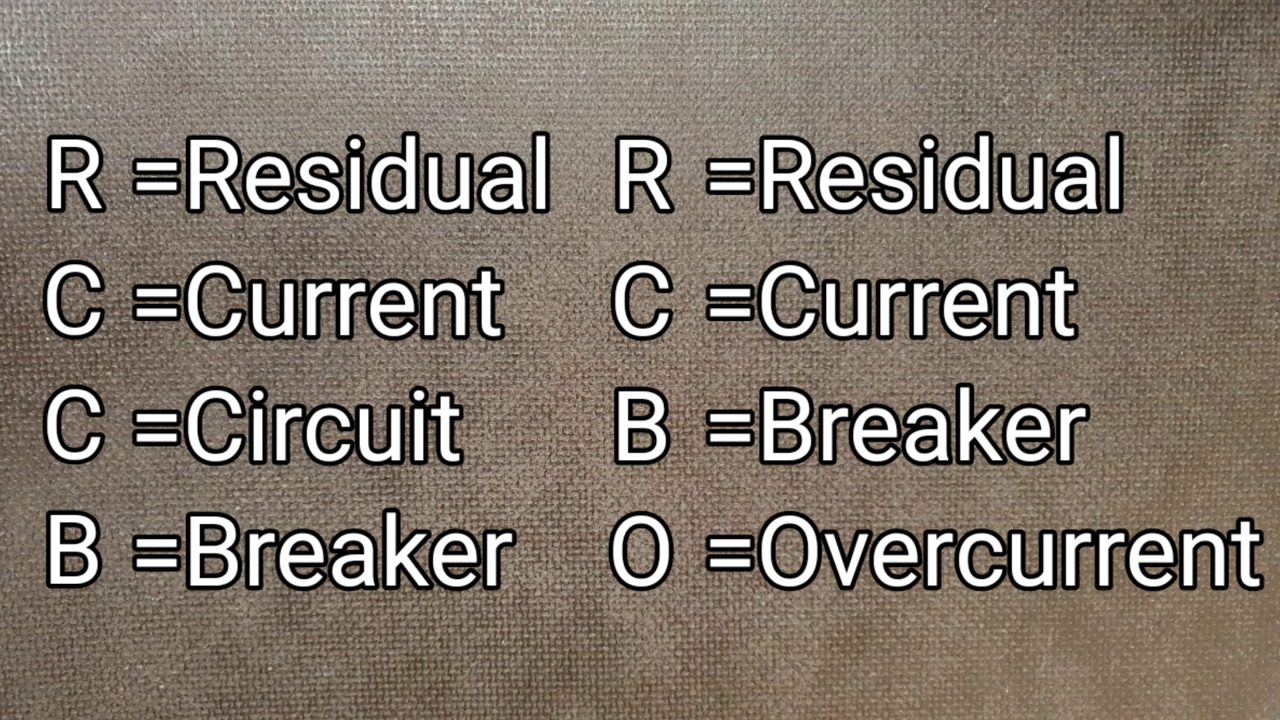 R =Residual R =Residual
C =Current C =Current
C =Circuit B =Breaker
B =Breaker O =Overcurrent